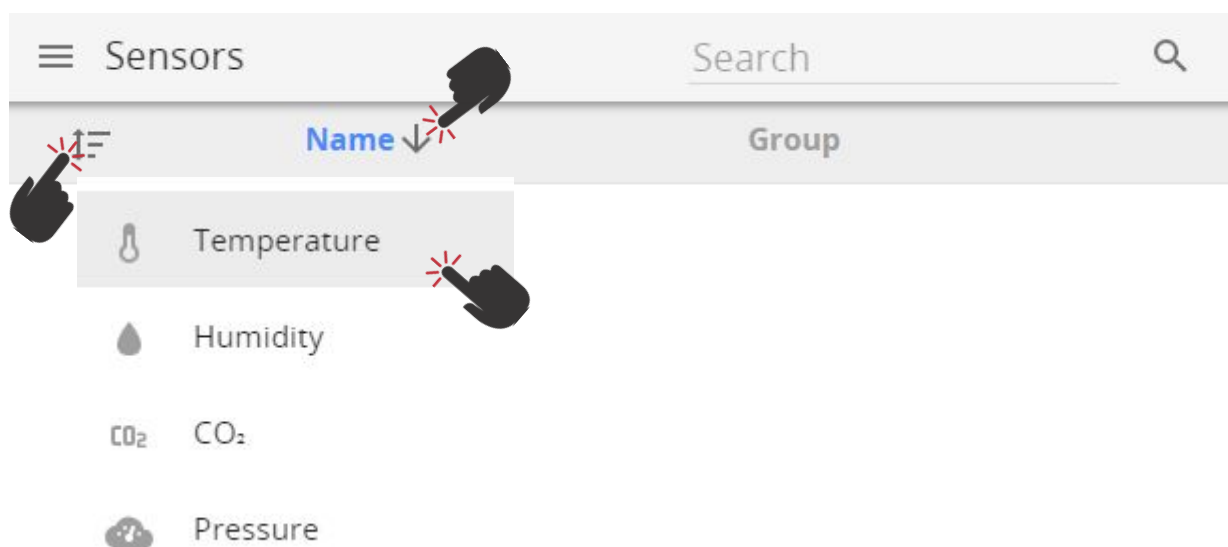 Sensors Search
Name Group
Temperature
Humidity
CO₂ CO₂
Pressure